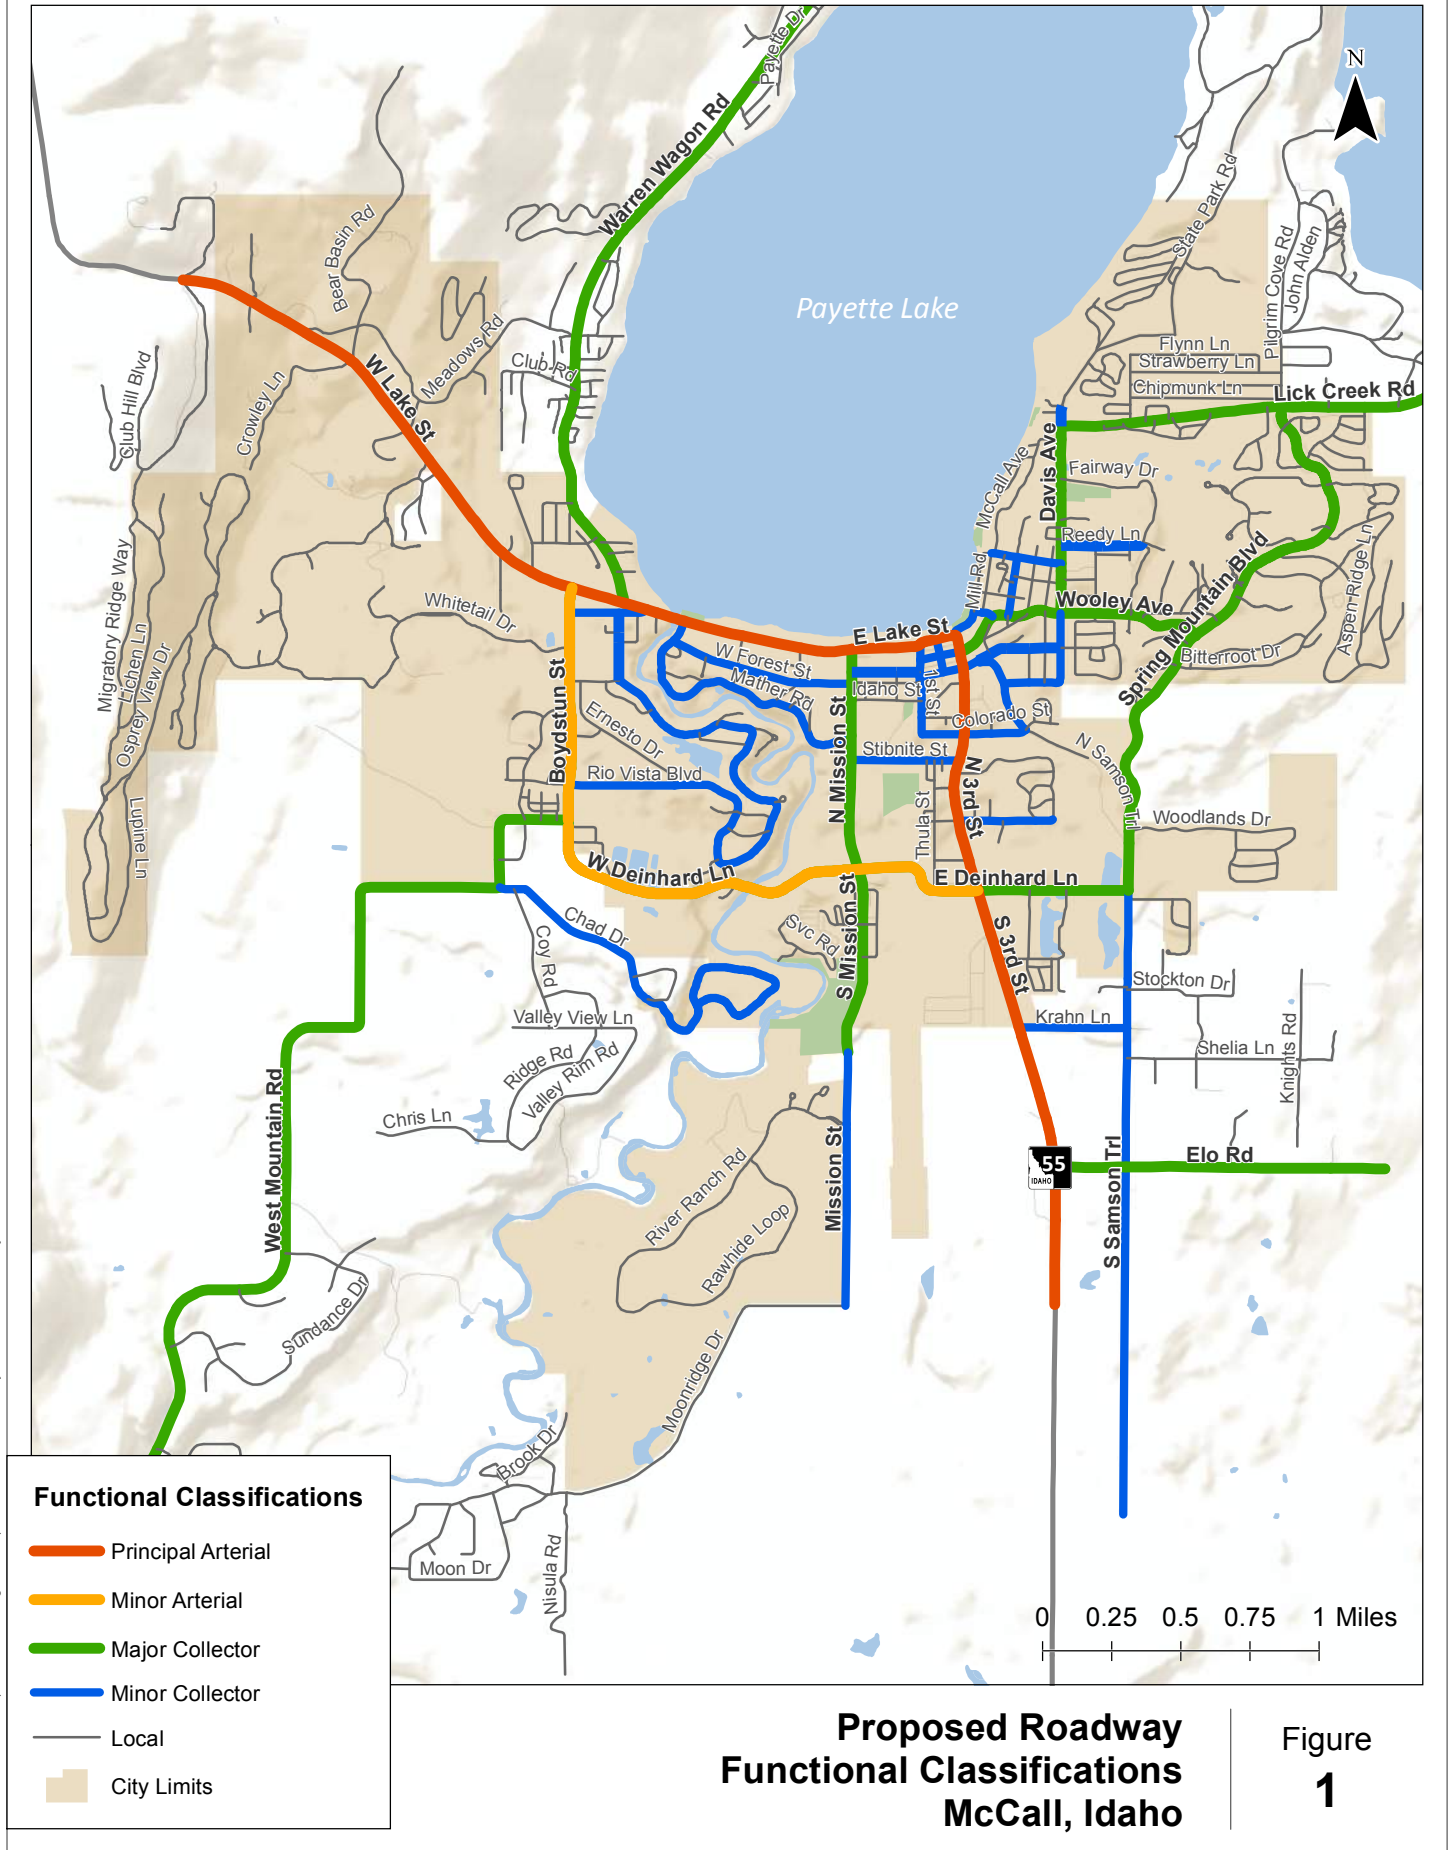 Payette Dr
N
Warren Wagon Rd
State Park Rd
Bear Basin Rd
Pilgrim Cove Rd
John Alden
Payette Lake
Meadows Rd
Flynn Ln
Strawberry Ln
Club Rd
Chipmunk Ln
Lick Creek Rd
W Lake St
Club Hill Blvd
Crowley Ln
Davis Ave
McCall Ave
Fairway Dr
Reedy Ln
Migratory Ridge Way
Lichen Ln
Osprey View Dr
Whitetail Dr
Mill Rd
Wooley Ave
Spring Mountain Blvd
Aspen Ridge Ln
E Lake St
W Forest St
Bitterroot Dr
Mather Rd
Idaho St
1st St
Boydstun St
Ernesto Dr
Colorado St
N Mission St
Stibnite St
N Samson Trl
Rio Vista Blvd
N 3rd St
Thula St
Lupine Ln
Woodlands Dr
W Deinhard Ln
E Deinhard Ln
Chad Dr
Svc Rd
S Mission St
S 3rd St
Coy Rd
Stockton Dr
Valley View Ln
Krahn Ln
Ridge Rd
Valley Rim Rd
Shelia Ln
Knights Rd
Chris Ln
West Mountain Rd
Mission St
55
IDAHO
Elo Rd
River Ranch Rd
S Samson Trl
Rawhide Loop
Sundance Dr
Moonridge Dr
Brook Dr
Moon Dr
Nisula Rd
Functional Classifications
Principal Arterial
Minor Arterial
Major Collector
Minor Collector
Local
City Limits
0 0.25 0.5 0.75 1 Miles
Proposed Roadway
Functional Classifications
McCall, Idaho
Figure
1